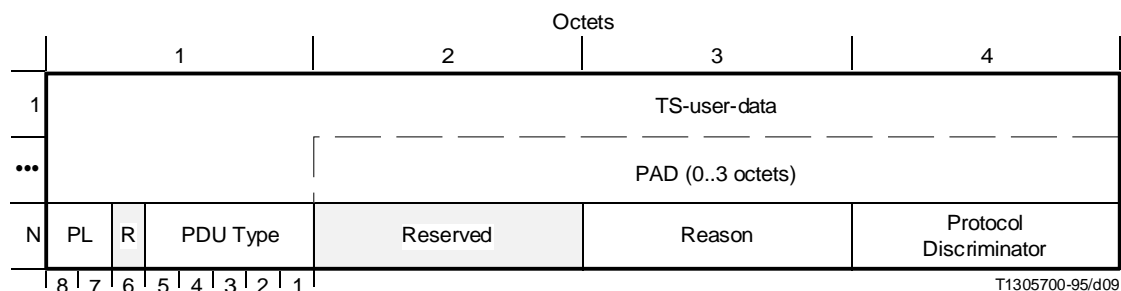 Octets
1 2 3 4
1 TS-user-data
••• PAD (0..3 octets)
N PL R PDU Type Reserved Reason Protocol
Discriminator
8 7 6 5 4 3 2 1
T1305700-95/d09